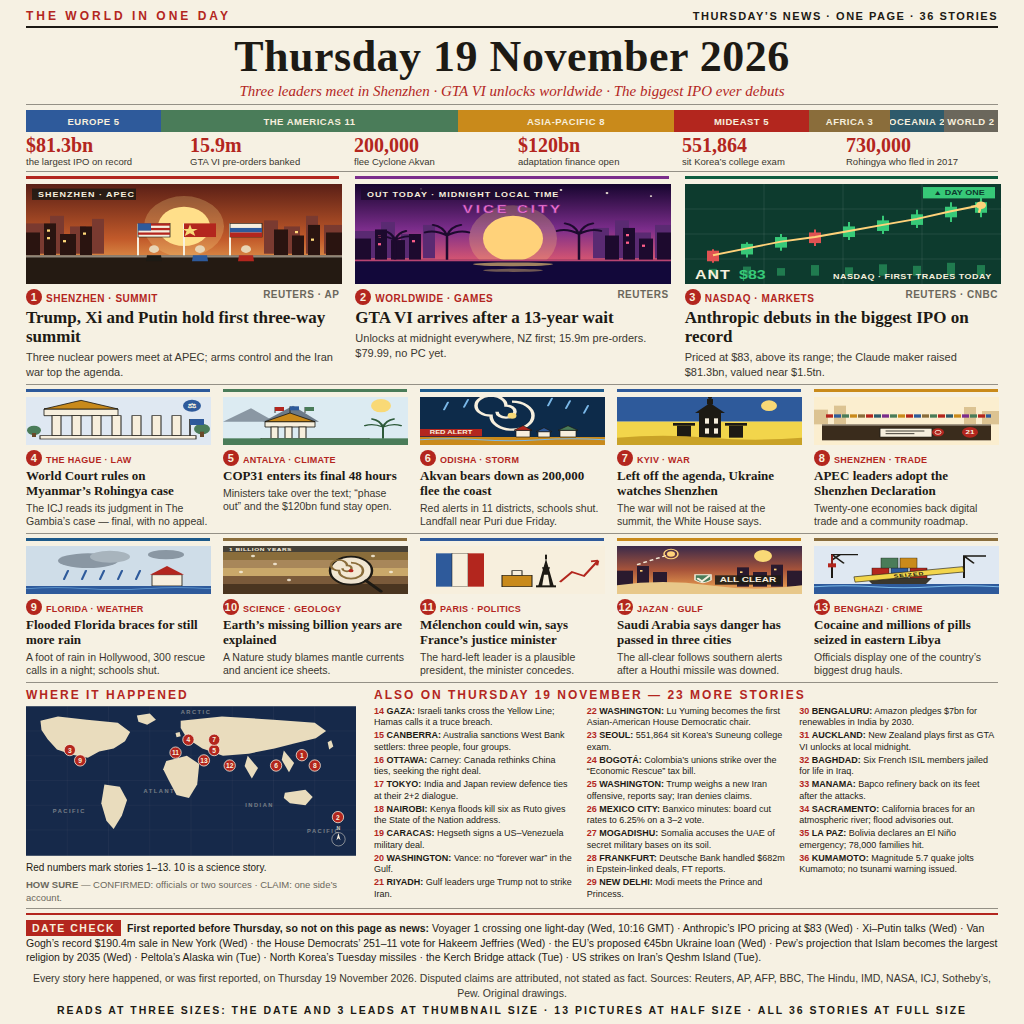 THE WORLD IN ONE DAY
THURSDAY'S NEWS · ONE PAGE · 36 STORIES
Thursday 19 November 2026
Three leaders meet in Shenzhen · GTA VI unlocks worldwide · The biggest IPO ever debuts
EUROPE 5
THE AMERICAS 11
ASIA-PACIFIC 8
MIDEAST 5
AFRICA 3
OCEANIA 2
WORLD 2
$81.3bn
the largest IPO on record
15.9m
GTA VI pre-orders banked
200,000
flee Cyclone Akvan
$120bn
adaptation finance open
551,864
sit Korea's college exam
730,000
Rohingya who fled in 2017
SHENZHEN · APEC
1 SHENZHEN · SUMMIT
REUTERS · AP
Trump, Xi and Putin hold first three-way
summit
Three nuclear powers meet at APEC; arms control and the Iran
war top the agenda.
OUT TODAY · MIDNIGHT LOCAL TIME
VICE CITY
2 WORLDWIDE · GAMES
REUTERS
GTA VI arrives after a 13-year wait
Unlocks at midnight everywhere, NZ first; 15.9m pre-orders.
$79.99, no PC yet.
▲ DAY ONE
ANT $83
NASDAQ · FIRST TRADES TODAY
3 NASDAQ · MARKETS
REUTERS · CNBC
Anthropic debuts in the biggest IPO on
record
Priced at $83, above its range; the Claude maker raised
$81.3bn, valued near $1.5tn.
4 THE HAGUE · LAW
World Court rules on
Myanmar's Rohingya case
The ICJ reads its judgment in The
Gambia's case — final, with no appeal.
5 ANTALYA · CLIMATE
COP31 enters its final 48 hours
Ministers take over the text; "phase
out" and the $120bn fund stay open.
RED ALERT
6 ODISHA · STORM
Akvan bears down as 200,000
flee the coast
Red alerts in 11 districts, schools shut.
Landfall near Puri due Friday.
7 KYIV · WAR
Left off the agenda, Ukraine
watches Shenzhen
The war will not be raised at the
summit, the White House says.
21
8 SHENZHEN · TRADE
APEC leaders adopt the
Shenzhen Declaration
Twenty-one economies back digital
trade and a community roadmap.
9 FLORIDA · WEATHER
Flooded Florida braces for still
more rain
A foot of rain in Hollywood, 300 rescue
calls in a night; schools shut.
1 BILLION YEARS
10 SCIENCE · GEOLOGY
Earth's missing billion years are
explained
A Nature study blames mantle currents
and ancient ice sheets.
11 PARIS · POLITICS
Mélenchon could win, says
France's justice minister
The hard-left leader is a plausible
president, the minister concedes.
ALL CLEAR
12 JAZAN · GULF
Saudi Arabia says danger has
passed in three cities
The all-clear follows southern alerts
after a Houthi missile was downed.
SEIZED
13 BENGHAZI · CRIME
Cocaine and millions of pills
seized in eastern Libya
Officials display one of the country's
biggest drug hauls.
WHERE IT HAPPENED
ARCTIC
PACIFIC
INDIAN
3
9
4
7
5
11
13
12
6
1
8
2
N
Red numbers mark stories 1–13. 10 is a science story.
HOW SURE — CONFIRMED: officials or two sources · CLAIM: one side's
account.
ALSO ON THURSDAY 19 NOVEMBER — 23 MORE STORIES
14 GAZA: Israeli tanks cross the Yellow Line;
Hamas calls it a truce breach.
15 CANBERRA: Australia sanctions West Bank
settlers: three people, four groups.
16 OTTAWA: Carney: Canada rethinks China
ties, seeking the right deal.
17 TOKYO: India and Japan review defence ties
at their 2+2 dialogue.
18 NAIROBI: Kenya floods kill six as Ruto gives
the State of the Nation address.
19 CARACAS: Hegseth signs a US–Venezuela
military deal.
20 WASHINGTON: Vance: no "forever war" in the
Gulf.
21 RIYADH: Gulf leaders urge Trump not to strike
Iran.
22 WASHINGTON: Lu Yuming becomes the first
Asian-American House Democratic chair.
23 SEOUL: 551,864 sit Korea's Suneung college
exam.
24 BOGOTÁ: Colombia's unions strike over the
"Economic Rescue" tax bill.
25 WASHINGTON: Trump weighs a new Iran
offensive, reports say; Iran denies claims.
26 MEXICO CITY: Banxico minutes: board cut
rates to 6.25% on a 3–2 vote.
27 MOGADISHU: Somalia accuses the UAE of
secret military bases on its soil.
28 FRANKFURT: Deutsche Bank handled $682m
in Epstein-linked deals, FT reports.
29 NEW DELHI: Modi meets the Prince and
Princess.
30 BENGALURU: Amazon pledges $7bn for
renewables in India by 2030.
31 AUCKLAND: New Zealand plays first as GTA
VI unlocks at local midnight.
32 BAGHDAD: Six French ISIL members jailed
for life in Iraq.
33 MANAMA: Bapco refinery back on its feet
after the attacks.
34 SACRAMENTO: California braces for an
atmospheric river; flood advisories out.
35 LA PAZ: Bolivia declares an El Niño
emergency; 78,000 families hit.
36 KUMAMOTO: Magnitude 5.7 quake jolts
Kumamoto; no tsunami warning issued.
DATE CHECK First reported before Thursday, so not on this page as news: Voyager 1 crossing one light-day (Wed, 10:16 GMT) · Anthropic's IPO pricing at $83 (Wed) · Xi–Putin talks (Wed) · Van
Gogh's record $190.4m sale in New York (Wed) · the House Democrats' 251–11 vote for Hakeem Jeffries (Wed) · the EU's proposed €45bn Ukraine loan (Wed) · Pew's projection that Islam becomes the largest
religion by 2035 (Wed) · Peltola's Alaska win (Tue) · North Korea's Tuesday missiles · the Kerch Bridge attack (Tue) · US strikes on Iran's Qeshm Island (Tue).
Every story here happened, or was first reported, on Thursday 19 November 2026. Disputed claims are attributed, not stated as fact. Sources: Reuters, AP, AFP, BBC, The Hindu, IMD, NASA, ICJ, Sotheby's,
Pew. Original drawings.
READS AT THREE SIZES: THE DATE AND 3 LEADS AT THUMBNAIL SIZE · 13 PICTURES AT HALF SIZE · ALL 36 STORIES AT FULL SIZE